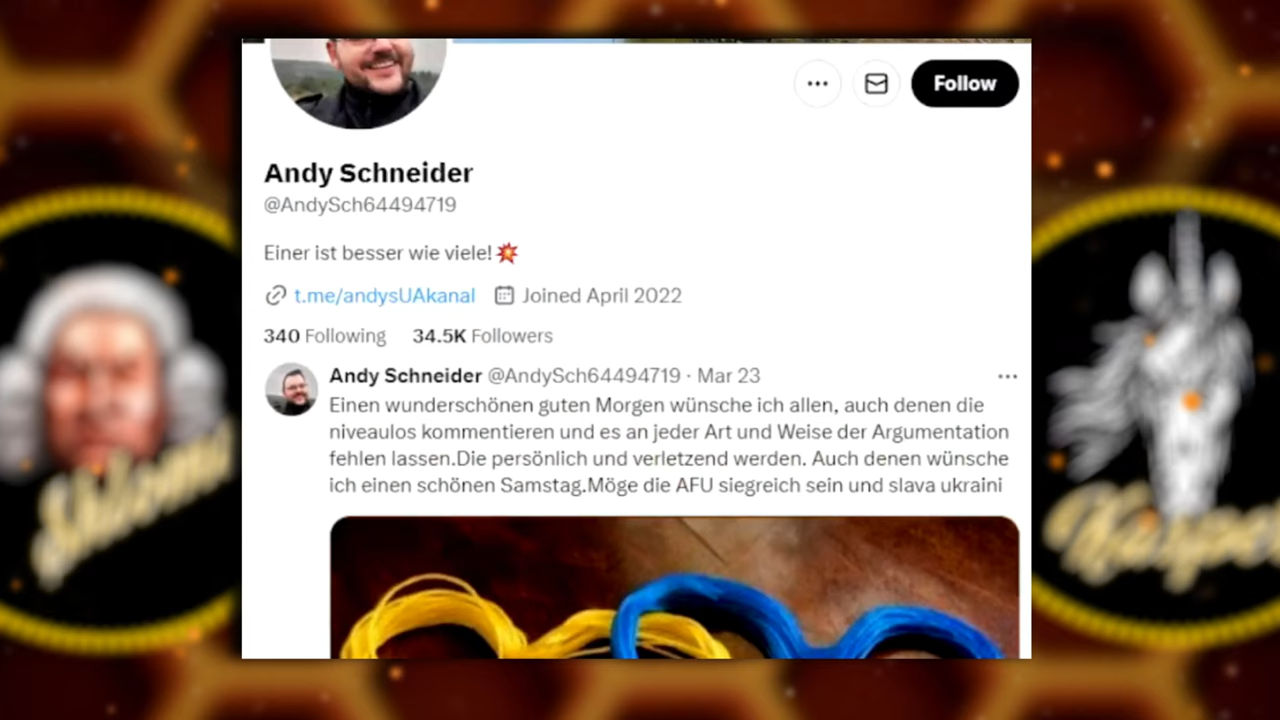 Follow
Andy Schneider
@AndySch64494719
Einer ist besser wie viele!💥
t.me/andysUAkanal Joined April 2022
340 Following 34.5K Followers
Andy Schneider @AndySch64494719 · Mar 23
Einen wunderschönen guten Morgen wünsche ich allen, auch denen die
niveaulos kommentieren und es an jeder Art und Weise der Argumentation
fehlen lassen.Die persönlich und verletzend werden. Auch denen wünsche
ich einen schönen Samstag.Möge die AFU siegreich sein und slava ukraini